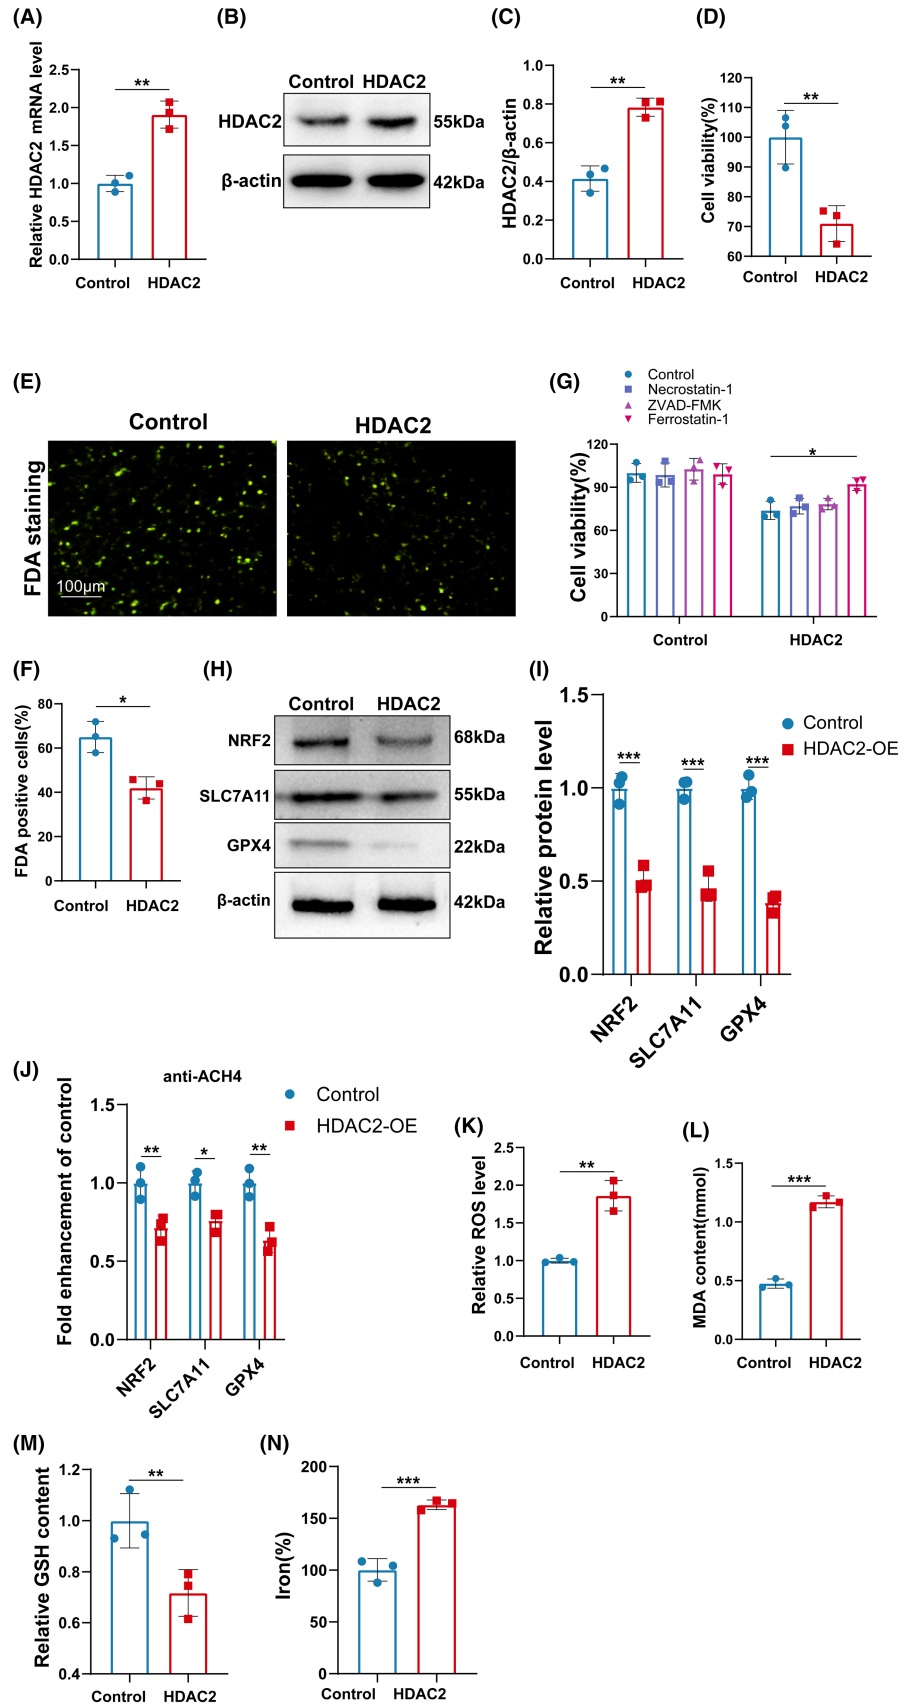 (A)
Relative HDAC2 mRNA level
2.5
2.0
1.5
1.0
0.5
0.0
**
Control HDAC2
(B)
Control HDAC2
HDAC2 55kDa
β-actin 42kDa
(C)
HDAC2/β-actin
1.0
0.8
0.6
0.4
0.2
0.0
**
Control HDAC2
(D)
Cell viability(%)
120
100
90
80
70
60
**
Control HDAC2
(E)
Control HDAC2
FDA staining
100μm
(G)
Control
Necrostatin-1
ZVAD-FMK
Ferrostatin-1
Cell viability(%)
120
90
60
30
0
*
Control HDAC2
(F)
FDA positive cells(%)
80
60
40
20
0
*
Control HDAC2
(H)
Control HDAC2
NRF2 68kDa
SLC7A11 55kDa
GPX4 22kDa
β-actin 42kDa
(I)
Relative protein level
1.5
1.0
0.5
0.0
*** *** ***
Control
HDAC2-OE
NRF2 SLC7A11 GPX4
(J)
anti-ACH4
Fold enhancement of control
1.5
1.0
0.5
0.0
** * **
Control
HDAC2-OE
NRF2 SLC7A11 GPX4
(K)
Relative ROS level
2.5
2.0
1.5
1.0
0.5
0.0
**
Control HDAC2
(L)
MDA content(mmol)
1.5
1.0
0.5
0.0
***
Control HDAC2
(M)
Relative GSH content
1.2
1.0
0.8
0.6
0.4
**
Control HDAC2
(N)
Iron(%)
200
150
100
50
0
***
Control HDAC2